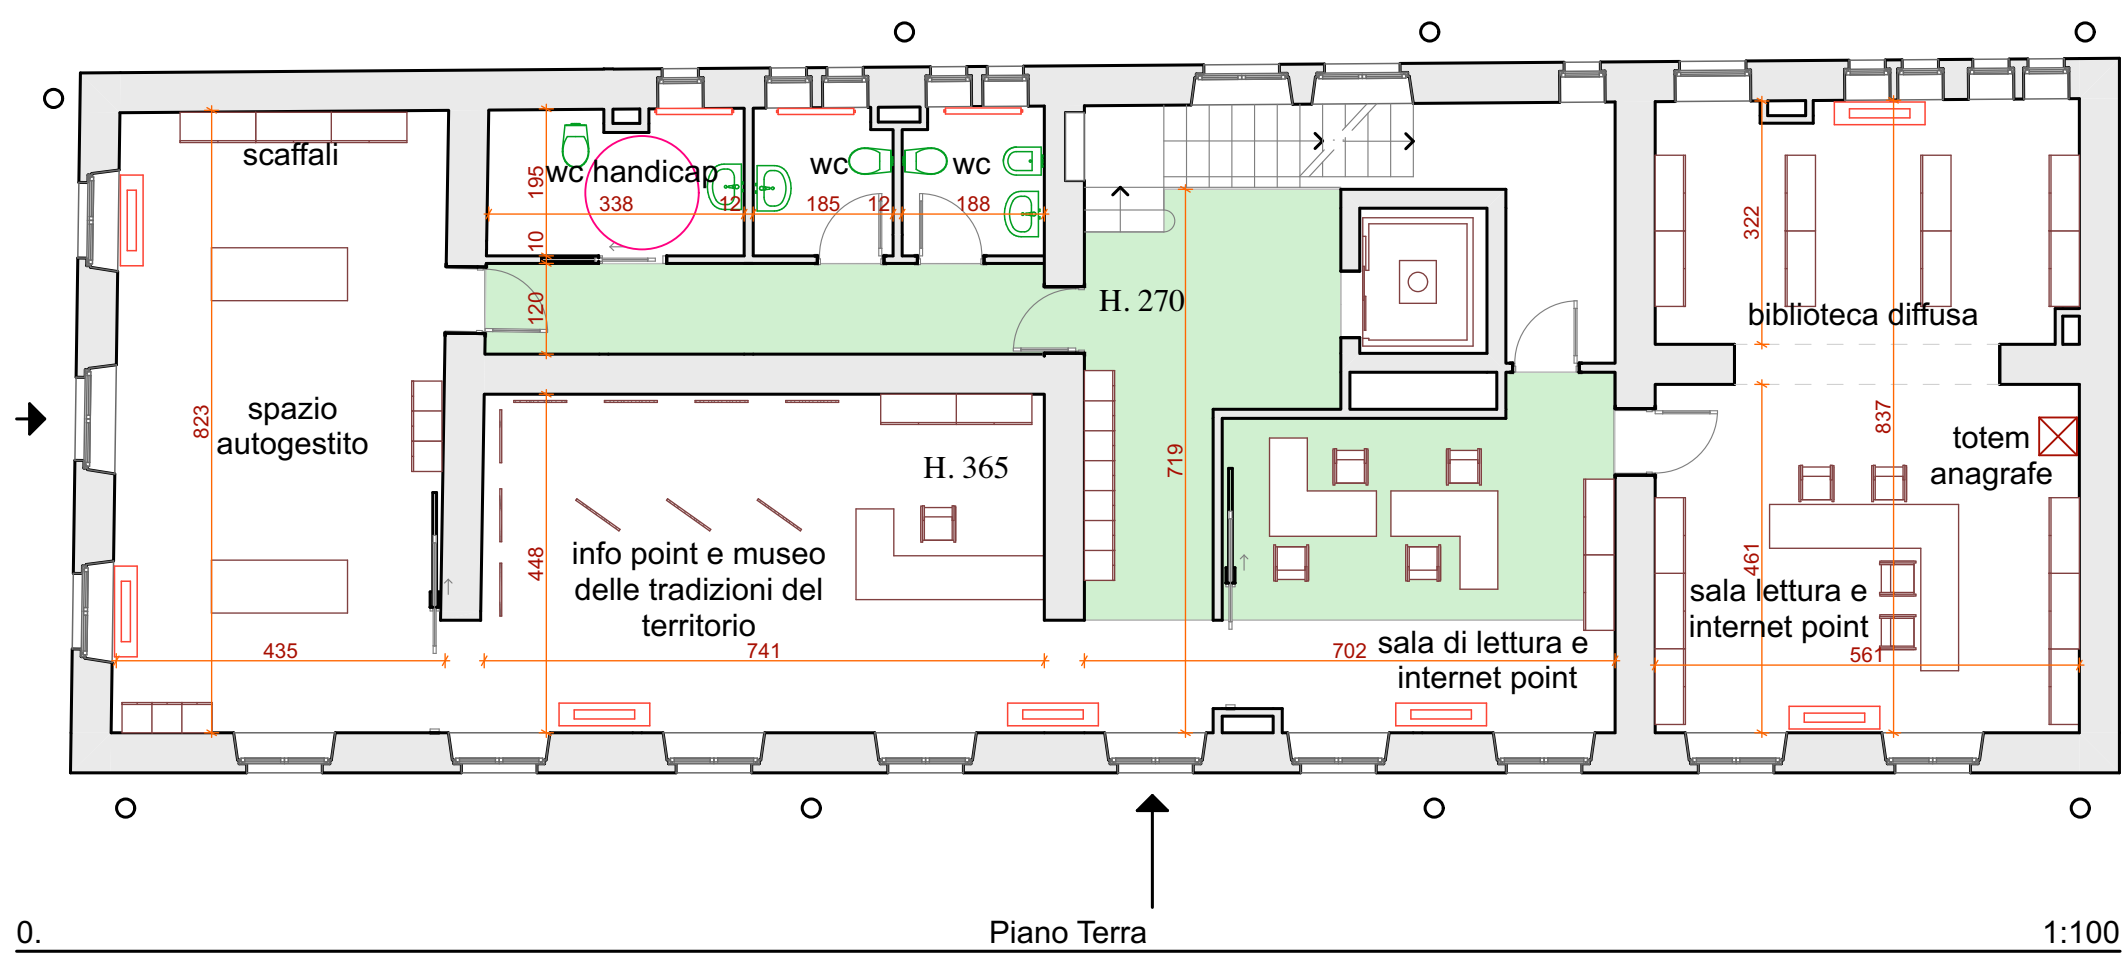 scaffali
wc handicap
wc
wc
195
338
12
185
12
188
10
120
H. 270
322
biblioteca diffusa
spazio
autogestito
823
719
837
totem
anagrafe
H. 365
448
info point e museo
delle tradizioni del
territorio
461
sala lettura e
internet point
435
741
702
sala di lettura e
internet point
561
0.
Piano Terra
1:100